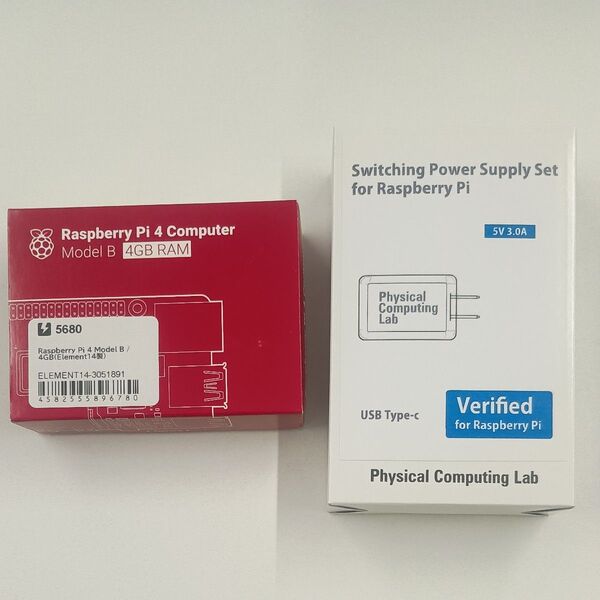 Raspberry Pi 4 Computer
Model B 4GB RAM
5680
Raspberry Pi 4 Model B /
4GB(Element14製)
ELEMENT14-3051891
4582555896780
Switching Power Supply Set
for Raspberry Pi
5V 3.0A
Physical
Computing
Lab
USB Type-c
Verified
for Raspberry Pi
Physical Computing Lab